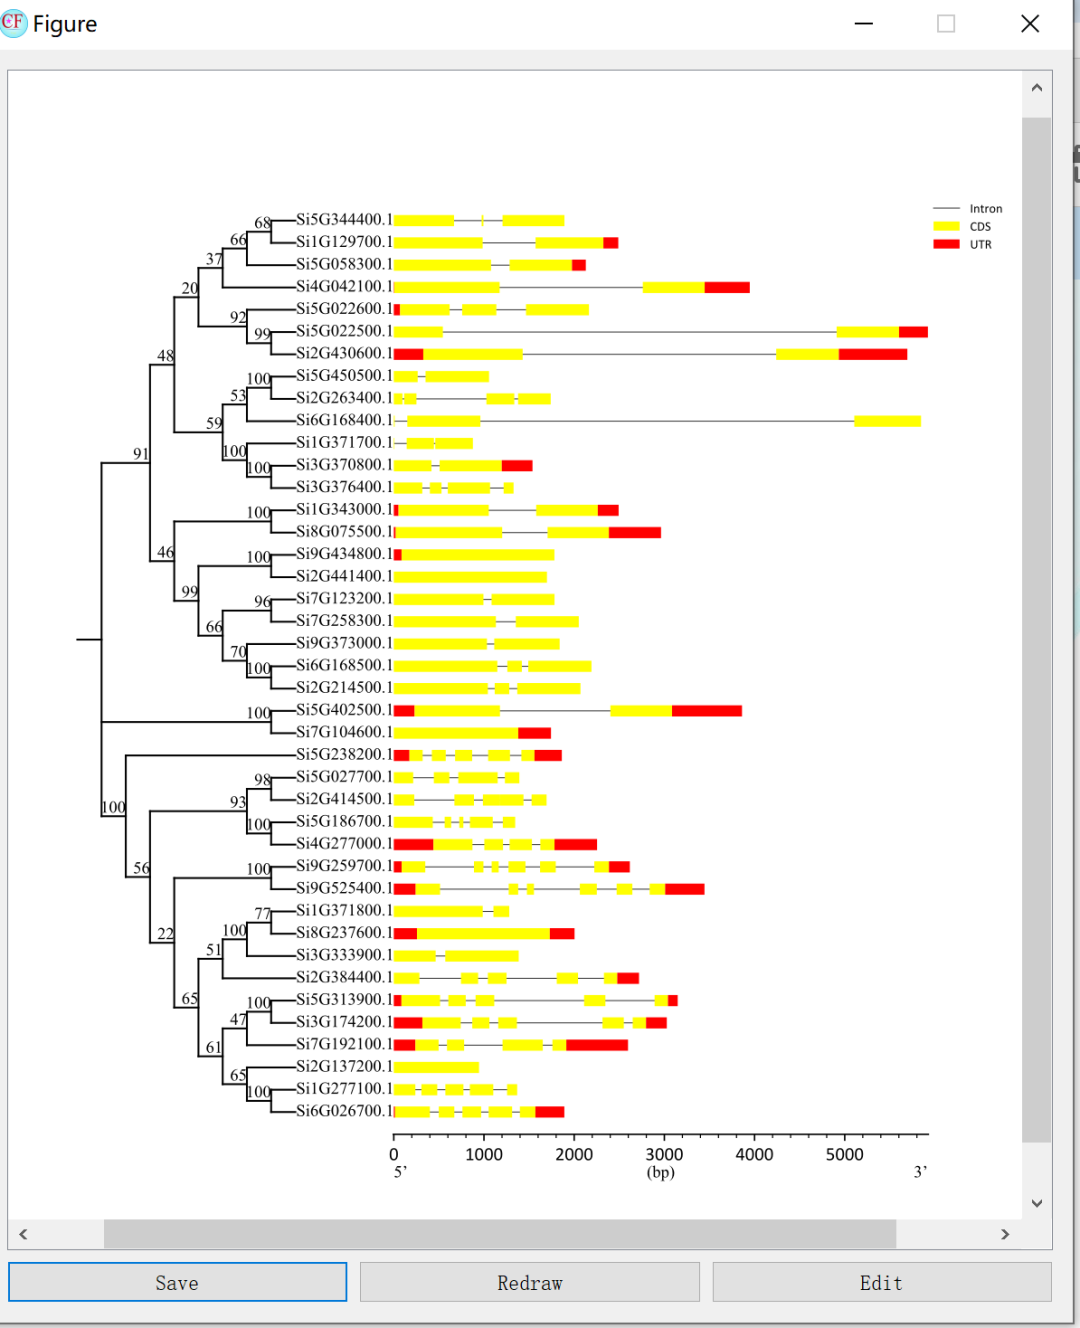 CF Figure
Intron
CDS
UTR
68 Si5G344400.1
66 Si1G129700.1
37 Si5G058300.1
20 Si4G042100.1
92 Si5G022600.1
99 Si5G022500.1
48 Si2G430600.1
100 Si5G450500.1
53 Si2G263400.1
59 Si6G168400.1
100 Si1G371700.1
91 100 Si3G370800.1
Si3G376400.1
100 Si1G343000.1
Si8G075500.1
46 100 Si9G434800.1
Si2G441400.1
99 96 Si7G123200.1
66 Si7G258300.1
70 Si9G373000.1
100 Si6G168500.1
Si2G214500.1
100 Si5G402500.1
Si7G104600.1
Si5G238200.1
98 Si5G027700.1
93 Si2G414500.1
100 100 Si5G186700.1
Si4G277000.1
56 100 Si9G259700.1
Si9G525400.1
77 Si1G371800.1
22 100 Si8G237600.1
51 Si3G333900.1
Si2G384400.1
65 100 Si5G313900.1
47 Si3G174200.1
61 Si7G192100.1
65 Si2G137200.1
100 Si1G277100.1
Si6G026700.1
0 1000 2000 3000 4000 5000
5’ (bp) 3’
Save Redraw Edit